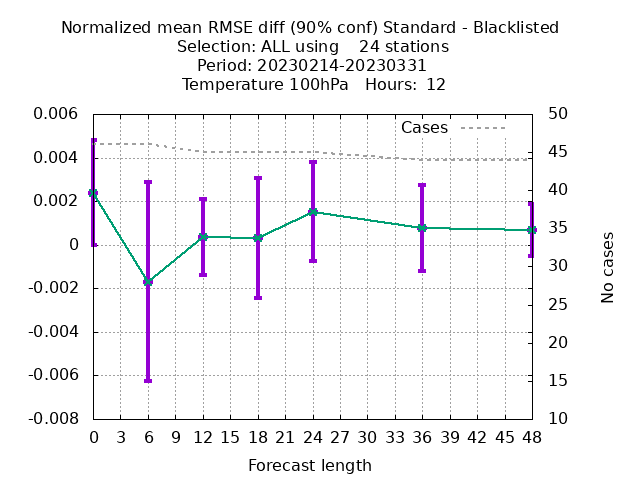 Normalized mean RMSE diff (90% conf) Standard - Blacklisted
Selection: ALL using    24 stations
Period: 20230214-20230331
Temperature 100hPa   Hours:  12
Cases
0.006
0.004
0.002
0
-0.002
-0.004
-0.006
-0.008
50
45
40
35
30
25
20
15
10
No cases
0 3 6 9 12 15 18 21 24 27 30 33 36 39 42 45 48
Forecast length